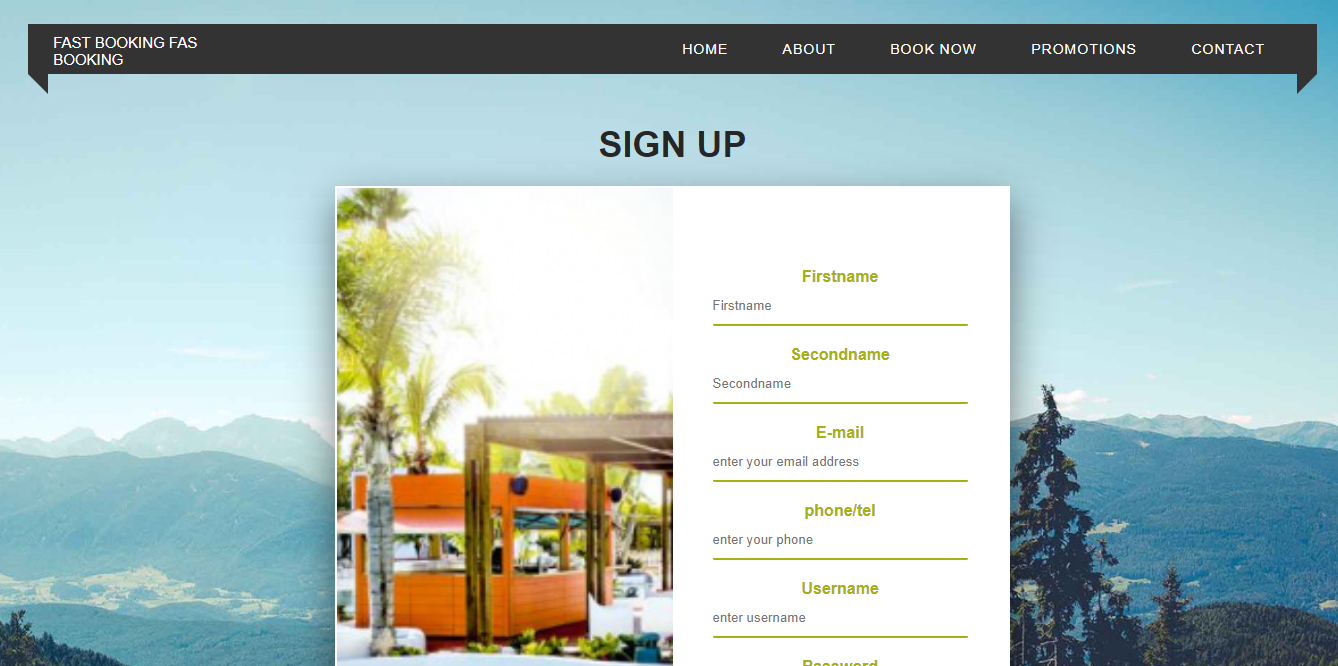 FAST BOOKING FAS
BOOKING
HOME
ABOUT
BOOK NOW
PROMOTIONS
CONTACT
SIGN UP
Firstname
Firstname
Secondname
Secondname
E-mail
enter your email address
phone/tel
enter your phone
Username
enter username
Password